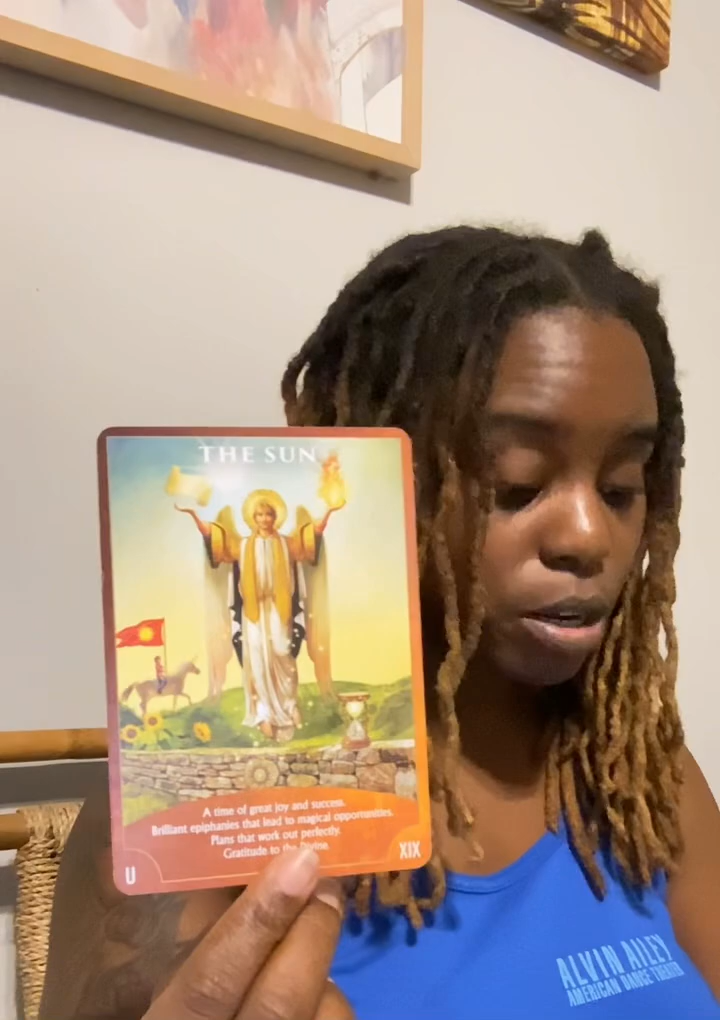 THE SUN
A time of great joy and success.
Brilliant epiphanies that lead to magical opportunities.
Plans that work out perfectly.
Gratitude to the Divine.
U
XIX
ALVIN AILEY
AMERICAN DANCE THEATER